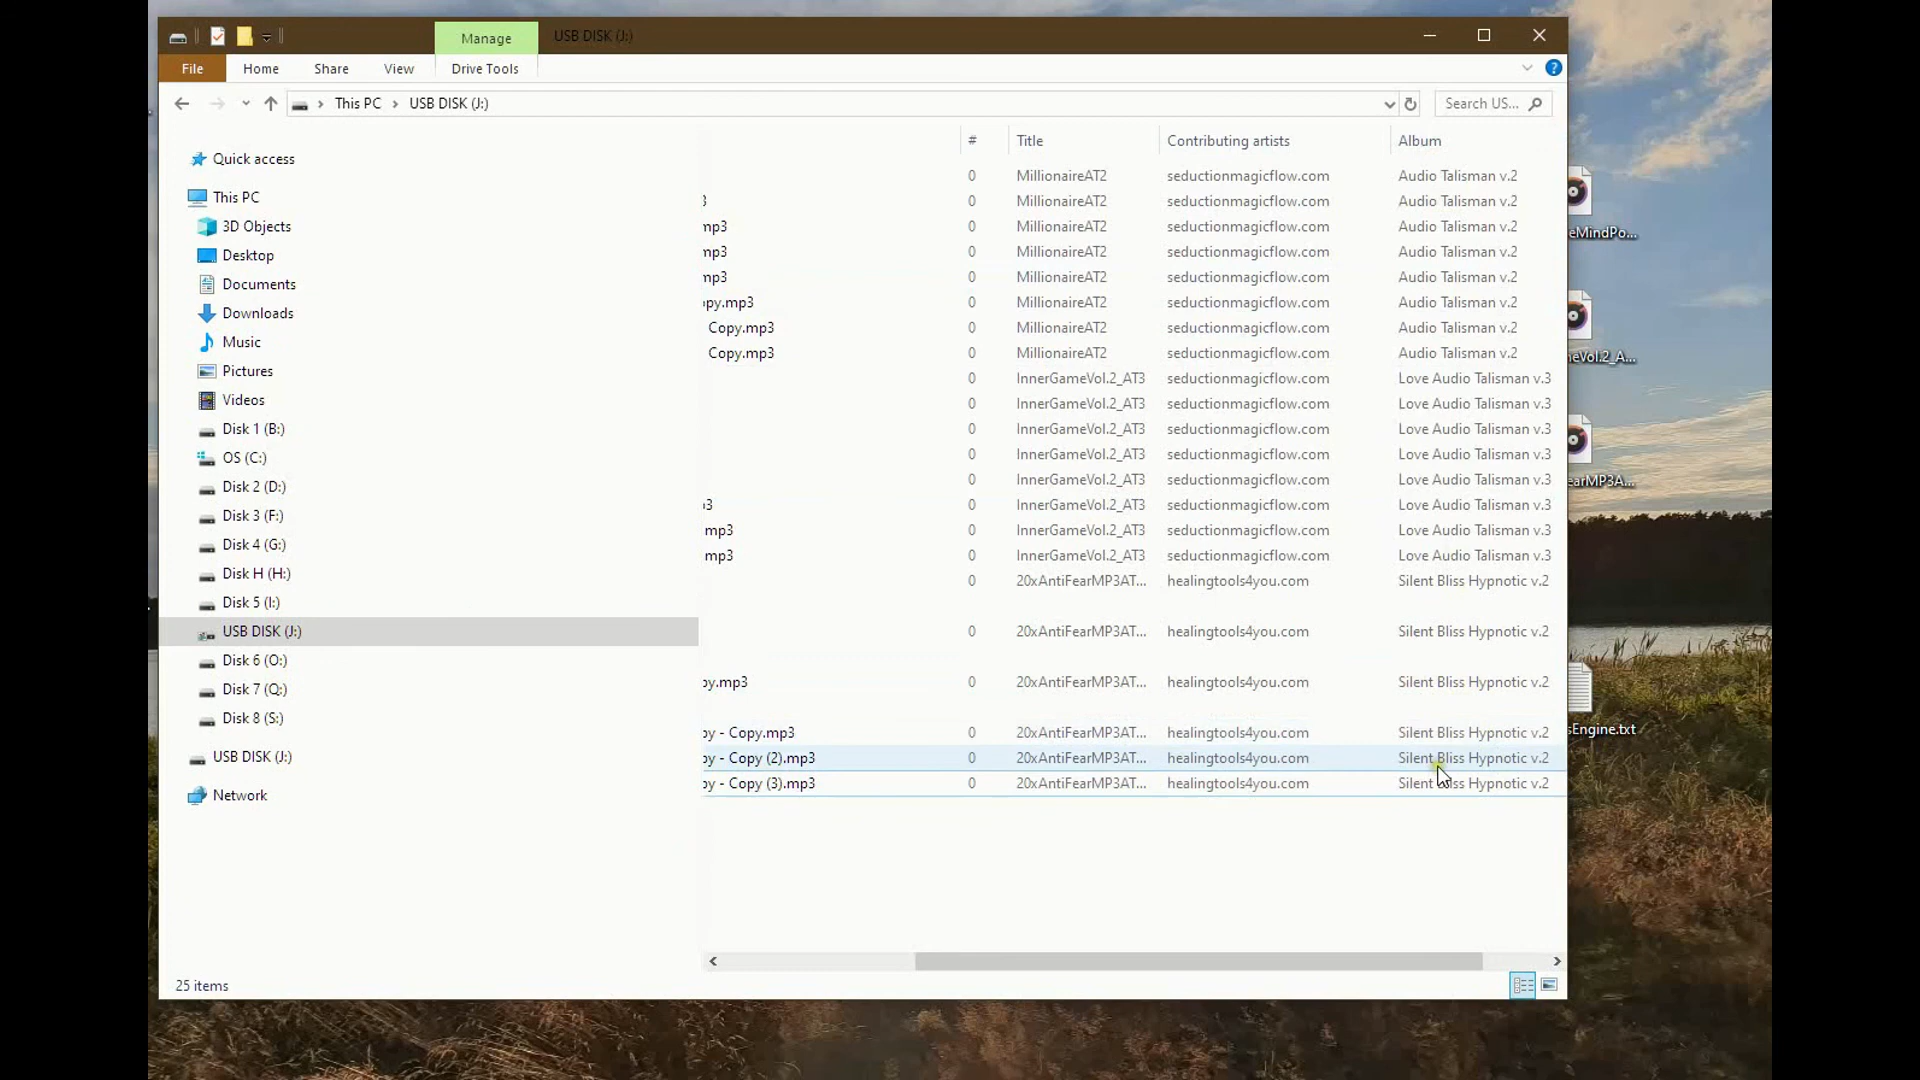 Manage USB DISK (J:)
File Home Share View Drive Tools
This PC USB DISK (J:) Search US...
# Title Contributing artists Album
Quick access
This PC
3D Objects
Desktop
Documents
Downloads
Music
Pictures
Videos
Disk 1 (B:)
OS (C:)
Disk 2 (D:)
Disk 3 (F:)
Disk 4 (G:)
Disk H (H:)
Disk 5 (I:)
USB DISK (J:)
Disk 6 (O:)
Disk 7 (Q:)
Disk 8 (S:)
USB DISK (J:)
Network
0 MillionaireAT2 seductionmagicflow.com Audio Talisman v.2
3 0 MillionaireAT2 seductionmagicflow.com Audio Talisman v.2
mp3 0 MillionaireAT2 seductionmagicflow.com Audio Talisman v.2
mp3 0 MillionaireAT2 seductionmagicflow.com Audio Talisman v.2
mp3 0 MillionaireAT2 seductionmagicflow.com Audio Talisman v.2
opy.mp3 0 MillionaireAT2 seductionmagicflow.com Audio Talisman v.2
Copy.mp3 0 MillionaireAT2 seductionmagicflow.com Audio Talisman v.2
Copy.mp3 0 MillionaireAT2 seductionmagicflow.com Audio Talisman v.2
0 InnerGameVol.2_AT3 seductionmagicflow.com Love Audio Talisman v.3
0 InnerGameVol.2_AT3 seductionmagicflow.com Love Audio Talisman v.3
0 InnerGameVol.2_AT3 seductionmagicflow.com Love Audio Talisman v.3
0 InnerGameVol.2_AT3 seductionmagicflow.com Love Audio Talisman v.3
0 InnerGameVol.2_AT3 seductionmagicflow.com Love Audio Talisman v.3
3 0 InnerGameVol.2_AT3 seductionmagicflow.com Love Audio Talisman v.3
mp3 0 InnerGameVol.2_AT3 seductionmagicflow.com Love Audio Talisman v.3
mp3 0 InnerGameVol.2_AT3 seductionmagicflow.com Love Audio Talisman v.3
0 20xAntiFearMP3AT... healingtools4you.com Silent Bliss Hypnotic v.2
0 20xAntiFearMP3AT... healingtools4you.com Silent Bliss Hypnotic v.2
py.mp3 0 20xAntiFearMP3AT... healingtools4you.com Silent Bliss Hypnotic v.2
py - Copy.mp3 0 20xAntiFearMP3AT... healingtools4you.com Silent Bliss Hypnotic v.2
py - Copy (2).mp3 0 20xAntiFearMP3AT... healingtools4you.com Silent Bliss Hypnotic v.2
py - Copy (3).mp3 0 20xAntiFearMP3AT... healingtools4you.com Silent Bliss Hypnotic v.2
25 items
eMindPo...
eVol.2_A...
earMP3A...
sEngine.txt